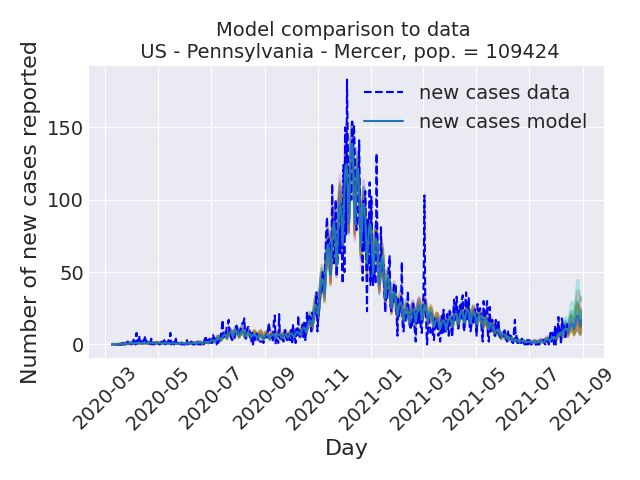 Model comparison to data
US - Pennsylvania - Mercer, pop. = 109424
Number of new cases reported
150
100
50
0
new cases data
new cases model
2020-03
2020-05
2020-07
2020-09
2020-11
2021-01
2021-03
2021-05
2021-07
2021-09
Day